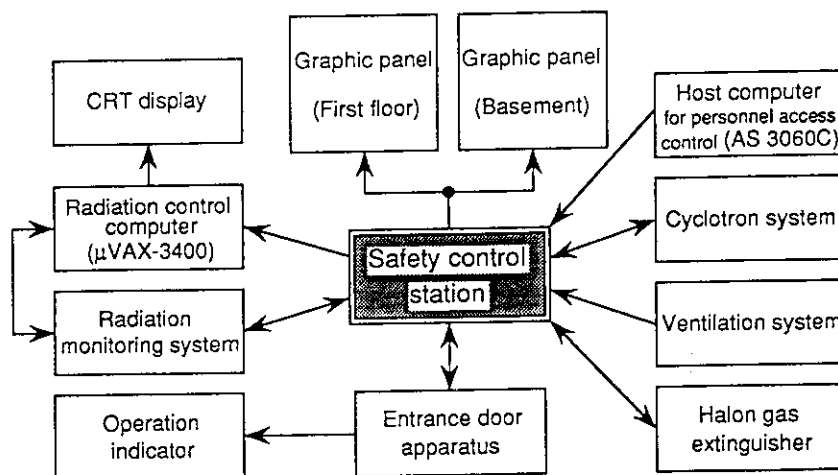 Graphic panel
(First floor)
Graphic panel
(Basement)
CRT display
Host computer
for personnel access
control (AS 3060C)
Radiation control
computer
(μVAX-3400)
Cyclotron system
Safety control
station
Radiation
monitoring system
Ventilation system
Operation
indicator
Entrance door
apparatus
Halon gas
extinguisher